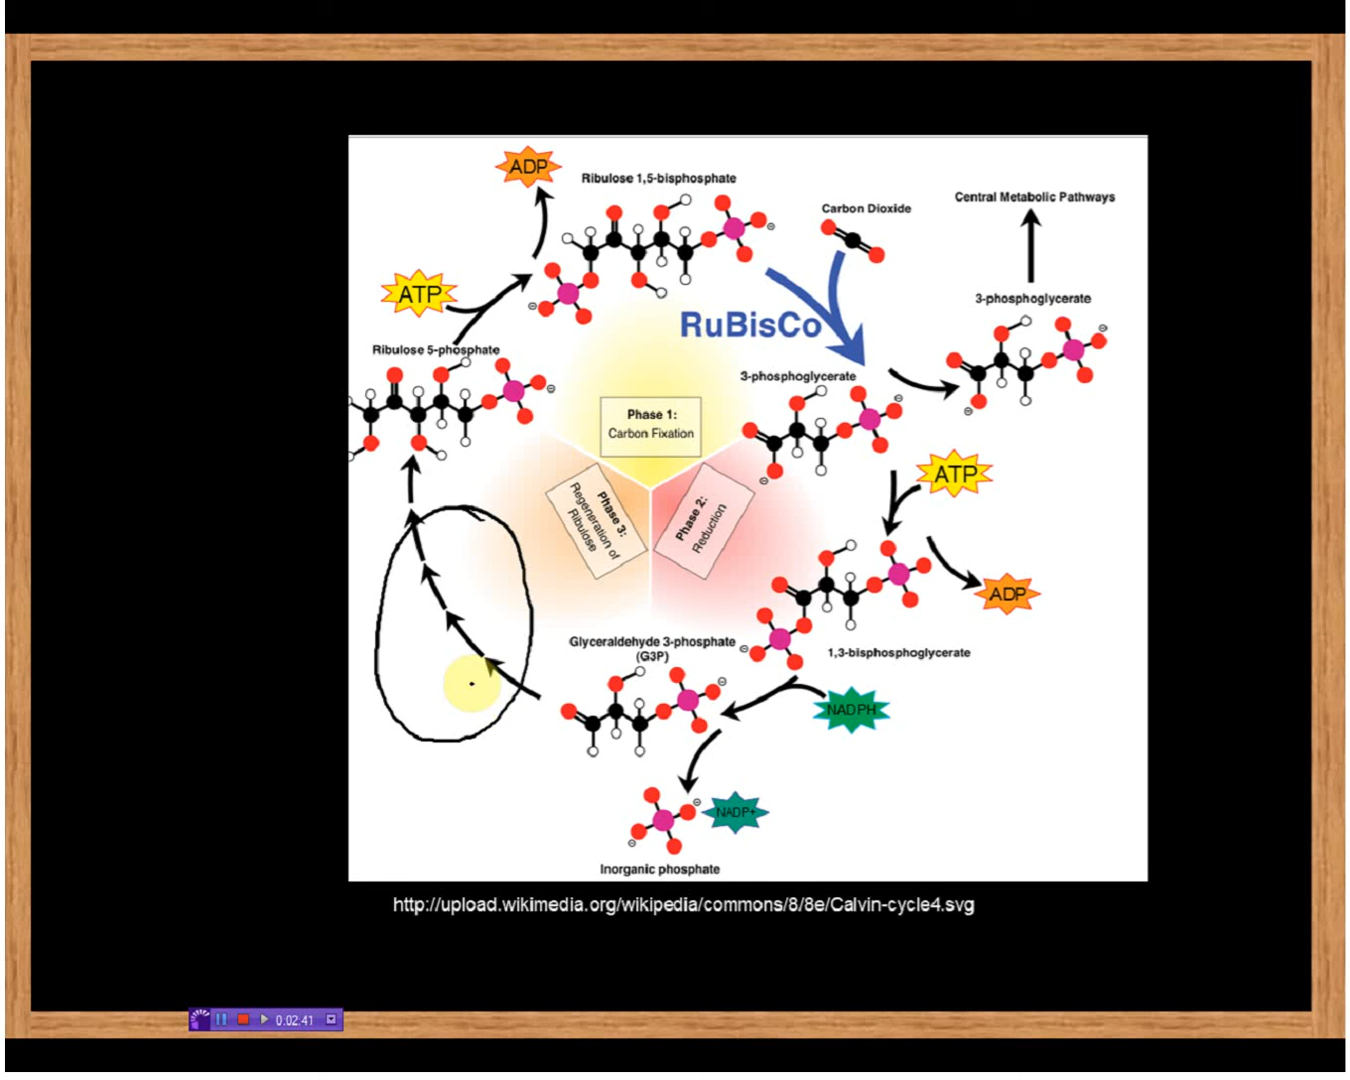 ADP
Ribulose 1,5-bisphosphate
Carbon Dioxide
Central Metabolic Pathways
ATP
3-phosphoglycerate
RuBisCo
Ribulose 5-phosphate
3-phosphoglycerate
Phase 1:
Carbon Fixation
ATP
Phase 3:
Regeneration of
Ribulose
Phase 2:
Reduction
ADP
Glyceraldehyde 3-phosphate
(G3P)
1,3-bisphosphoglycerate
NADPH
NADP+
Inorganic phosphate
http://upload.wikimedia.org/wikipedia/commons/8/8e/Calvin-cycle4.svg
0:02:41